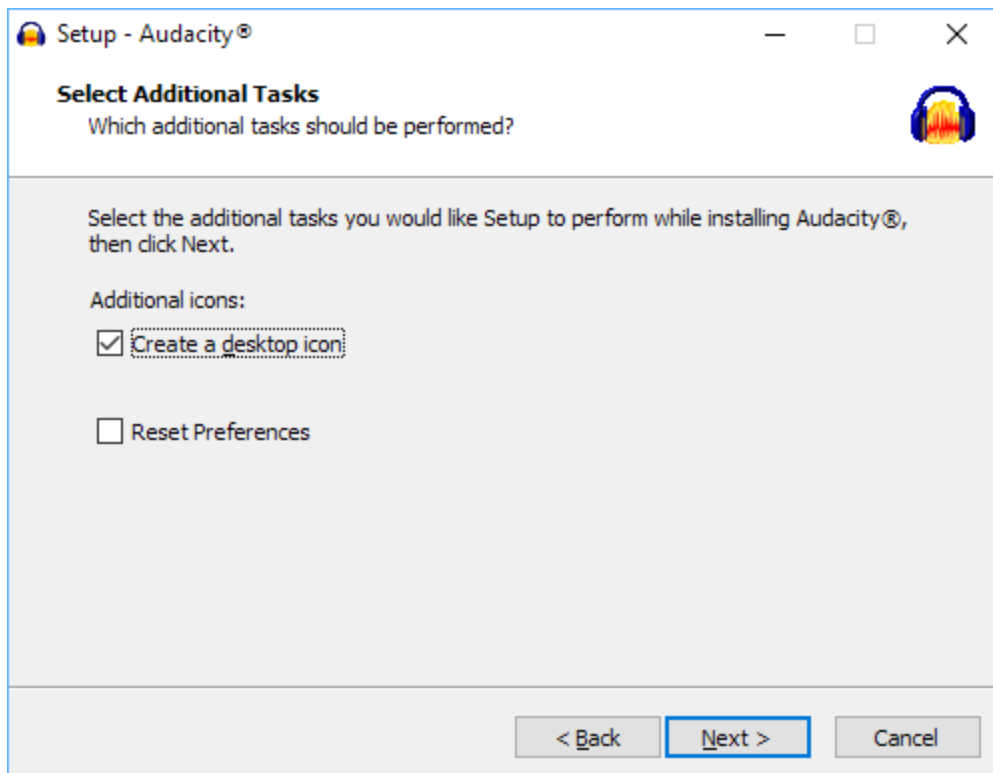 Setup - Audacity®
Select Additional Tasks
Which additional tasks should be performed?
Select the additional tasks you would like Setup to perform while installing Audacity®,
then click Next.
Additional icons:
Create a desktop icon
Reset Preferences
< Back
Next >
Cancel